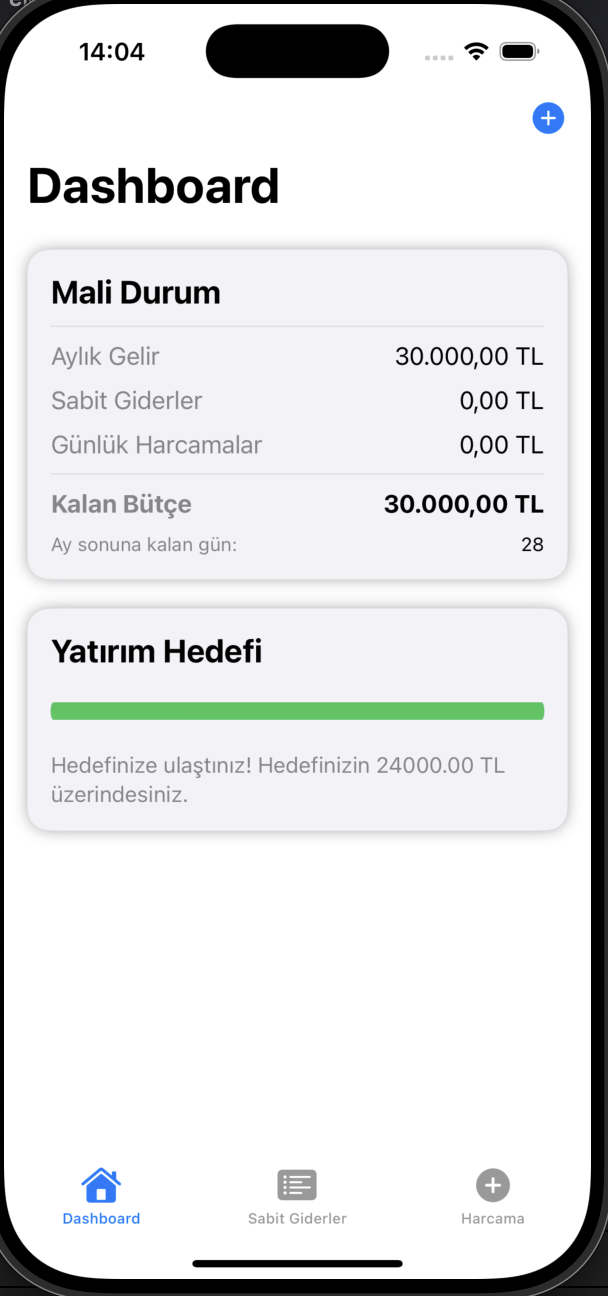 14:04
Dashboard
Mali Durum
Aylık Gelir 30.000,00 TL
Sabit Giderler 0,00 TL
Günlük Harcamalar 0,00 TL
Kalan Bütçe 30.000,00 TL
Ay sonuna kalan gün: 28
Yatırım Hedefi
Hedefinize ulaştınız! Hedefinizin 24000.00 TL
üzerindesiniz.
Dashboard Sabit Giderler Harcama